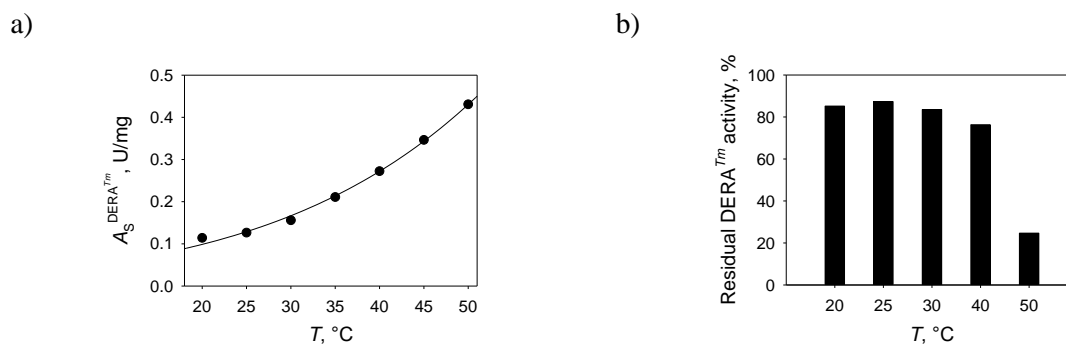 a)
b)
A_S^DERA^Tm, U/mg
0.5
0.4
0.3
0.2
0.1
0.0
20 25 30 35 40 45 50
T, °C
Residual DERA^Tm activity, %
100
80
60
40
20
0
20 25 30 40 50
T, °C